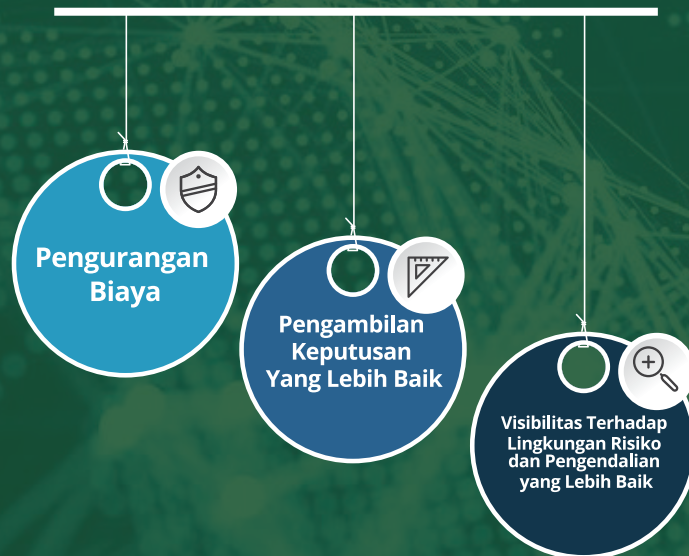 Pengurangan
Biaya
Pengambilan
Keputusan
Yang Lebih Baik
Visibilitas Terhadap
Lingkungan Risiko
dan Pengendalian
yang Lebih Baik